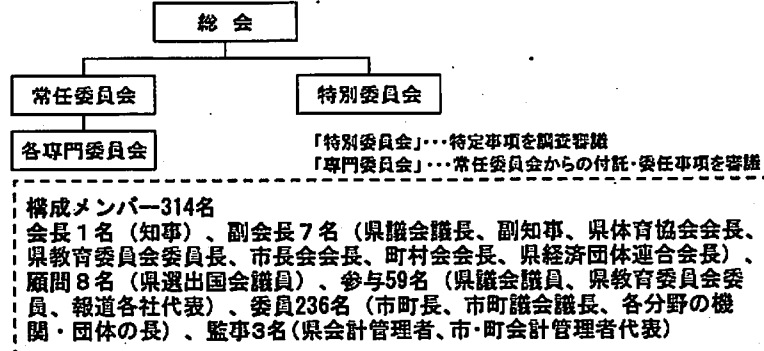 総会
常任委員会
特別委員会
各専門委員会
「特別委員会」･･･特定事項を調査審議
「専門委員会」･･･常任委員会からの付託・委任事項を審議
構成メンバー314名
会長1名（知事）、副会長7名（県議会議長、副知事、県体育協会会長、
県教育委員会委員長、市長会会長、町村会会長、県経済団体連合会長）、
顧問8名（県選出国会議員）、参与59名（県議会議員、県教育委員会委
員、報道各社代表）、委員236名（市町長、市町議会議長、各分野の機
関・団体の長）、監事3名(県会計管理者、市･町会計管理者代表)